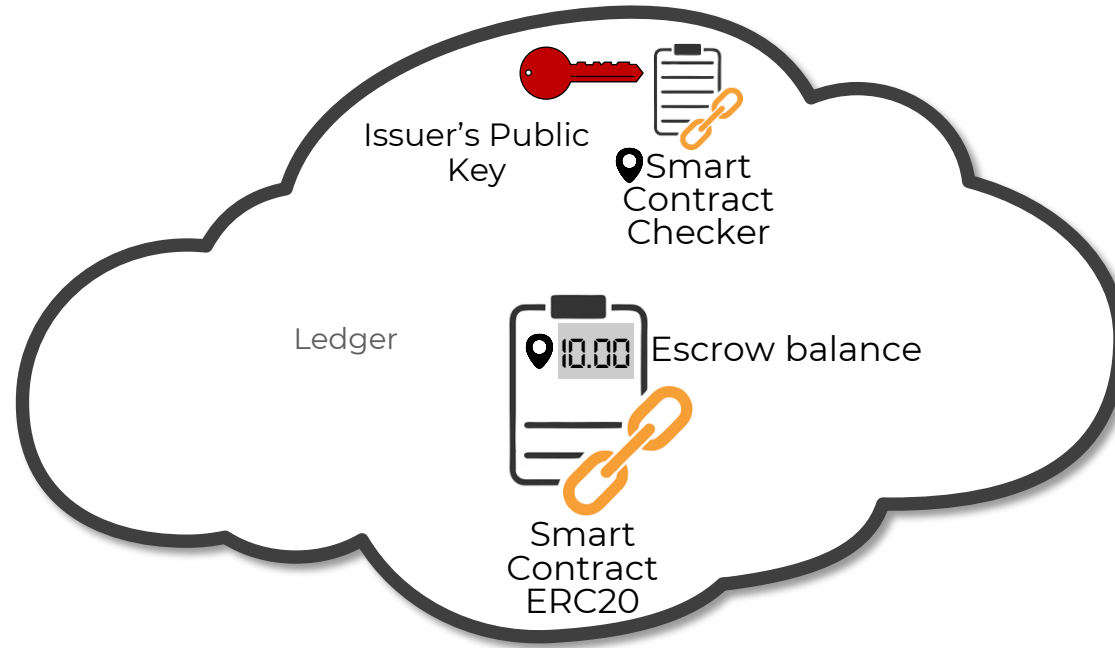 Issuer’s Public
Key
Smart
Contract
Checker
Ledger
10.00
Escrow balance
Smart
Contract
ERC20